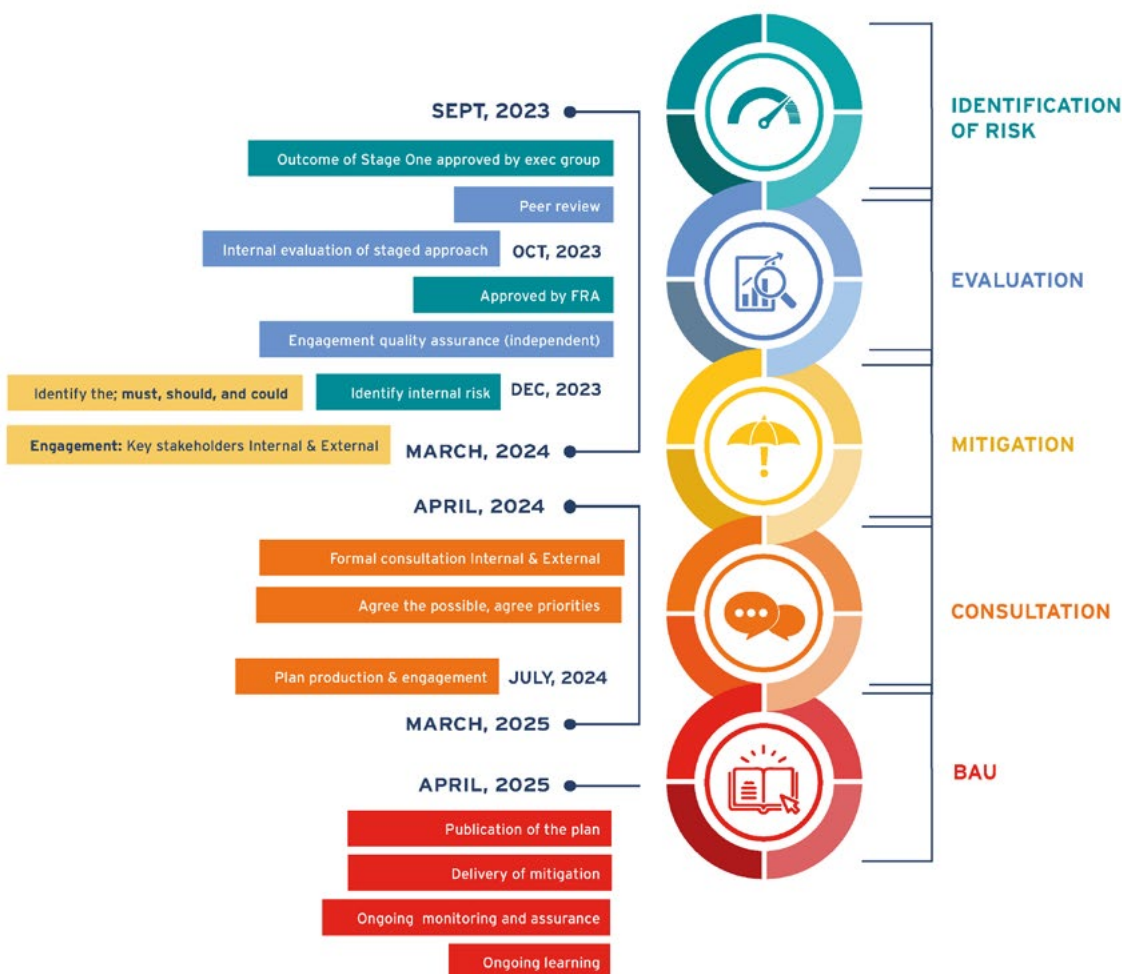 SEPT, 2023
Outcome of Stage One approved by exec group
Peer review
Internal evaluation of staged approach
OCT, 2023
Approved by FRA
Engagement quality assurance (independent)
Identify the; must, should, and could
Identify internal risk
DEC, 2023
Engagement: Key stakeholders Internal & External
MARCH, 2024
APRIL, 2024
Formal consultation Internal & External
Agree the possible, agree priorities
Plan production & engagement
JULY, 2024
MARCH, 2025
APRIL, 2025
Publication of the plan
Delivery of mitigation
Ongoing monitoring and assurance
Ongoing learning
IDENTIFICATION
OF RISK
EVALUATION
MITIGATION
CONSULTATION
BAU